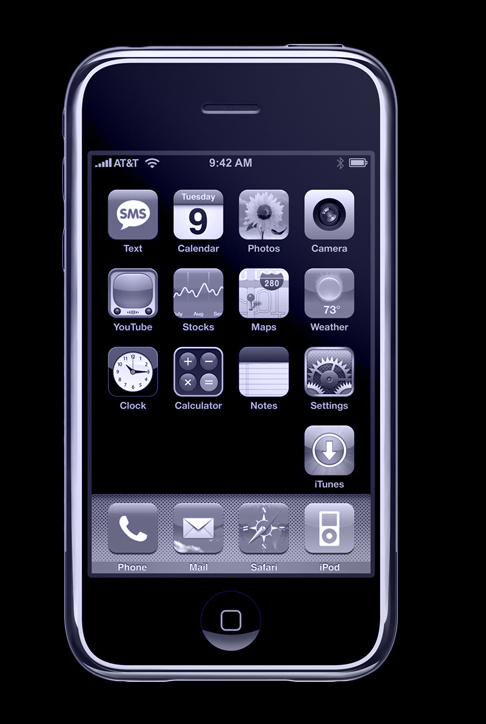 AT&T 9:42 AM
SMS Tuesday
9
Text Calendar Photos Camera
280
73°
YouTube Stocks Maps Weather
Clock Calculator Notes Settings
iTunes
Phone Mail Safari iPod